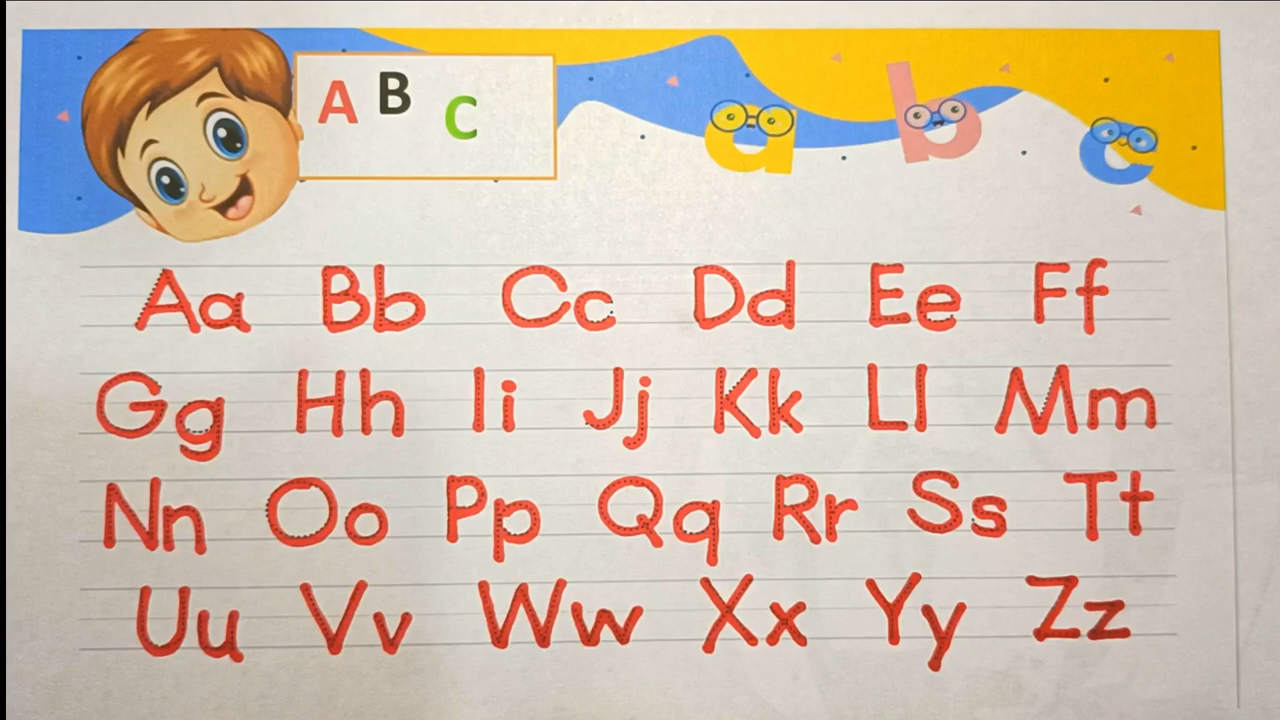 A B C
a b c
Aa Bb Cc Dd Ee Ff
Gg Hh Ii Jj Kk Ll Mm
Nn Oo Pp Qq Rr Ss Tt
Uu Vv Ww Xx Yy Zz